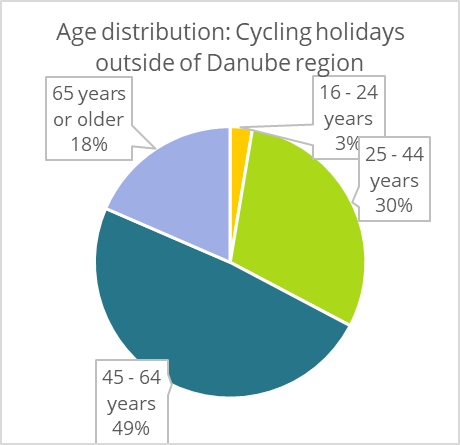 Age distribution: Cycling holidays
outside of Danube region
65 years
or older
18%
16 - 24
years
3%
25 - 44
years
30%
45 - 64
years
49%